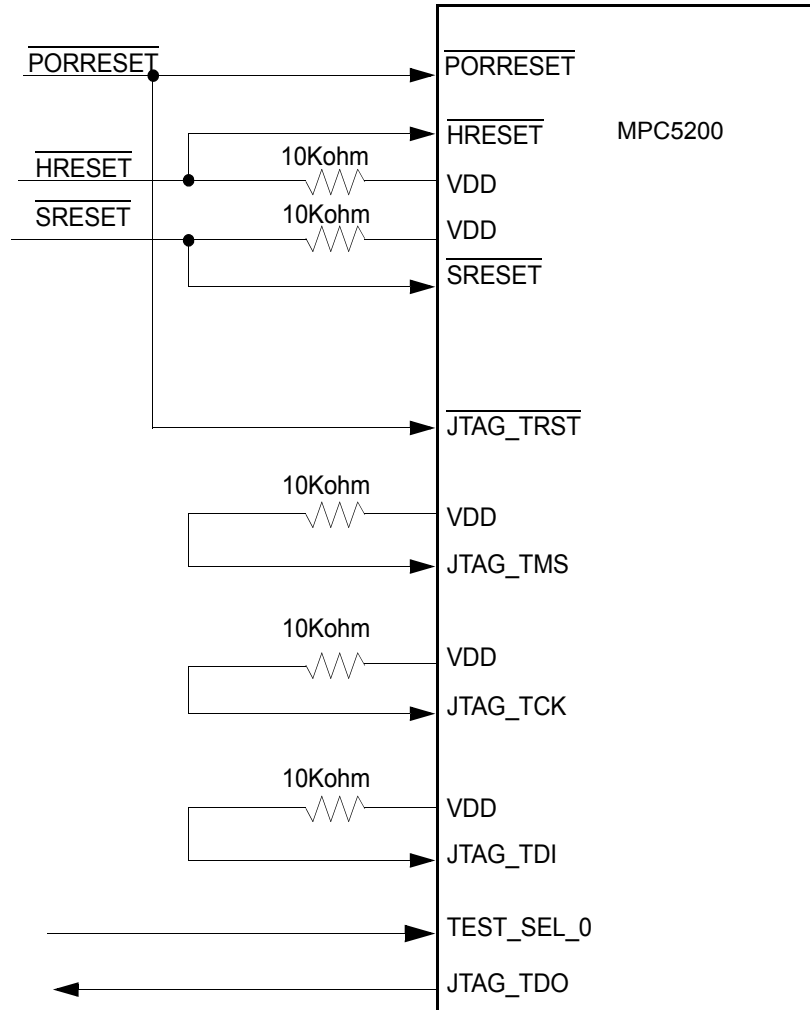 PORRESET
PORRESET
HRESET
MPC5200
HRESET
10Kohm
VDD
SRESET
10Kohm
VDD
SRESET
JTAG_TRST
10Kohm
VDD
JTAG_TMS
10Kohm
VDD
JTAG_TCK
10Kohm
VDD
JTAG_TDI
TEST_SEL_0
JTAG_TDO